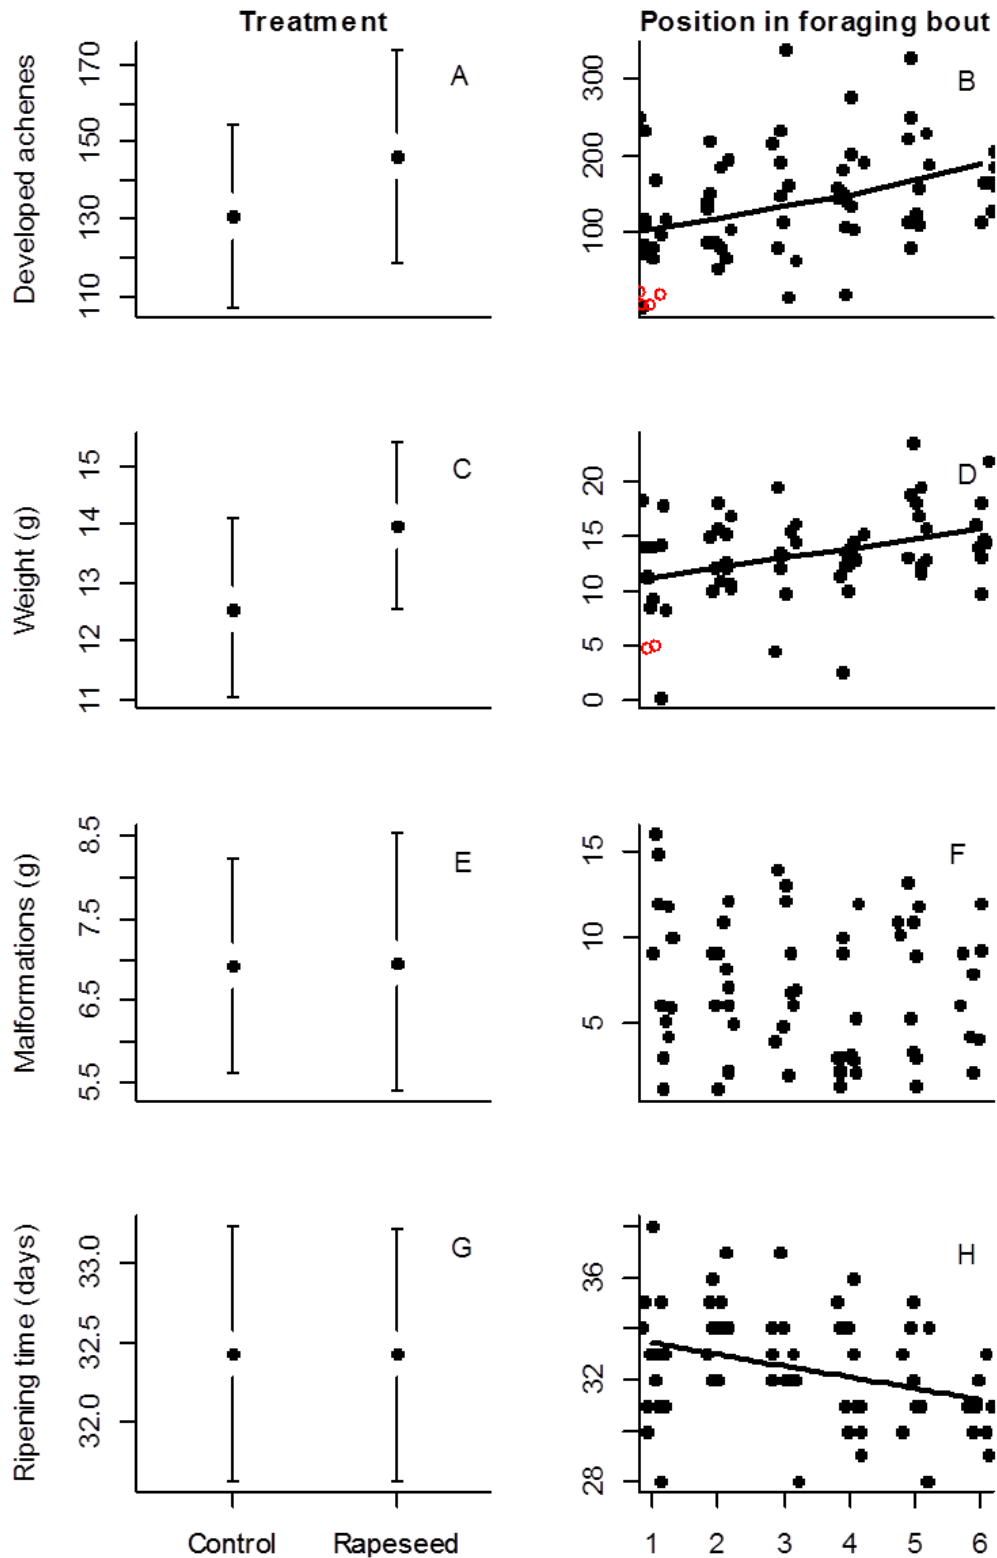 Treatment
Position in foraging bout
Developed achenes
170
150
130
110
A
300
200
100
B
Weight (g)
15
14
13
12
11
C
20
15
10
5
0
D
Malformations (g)
8.5
7.5
6.5
5.5
E
15
10
5
F
Ripening time (days)
33.0
32.5
32.0
G
36
32
28
H
Control
Rapeseed
1 2 3 4 5 6